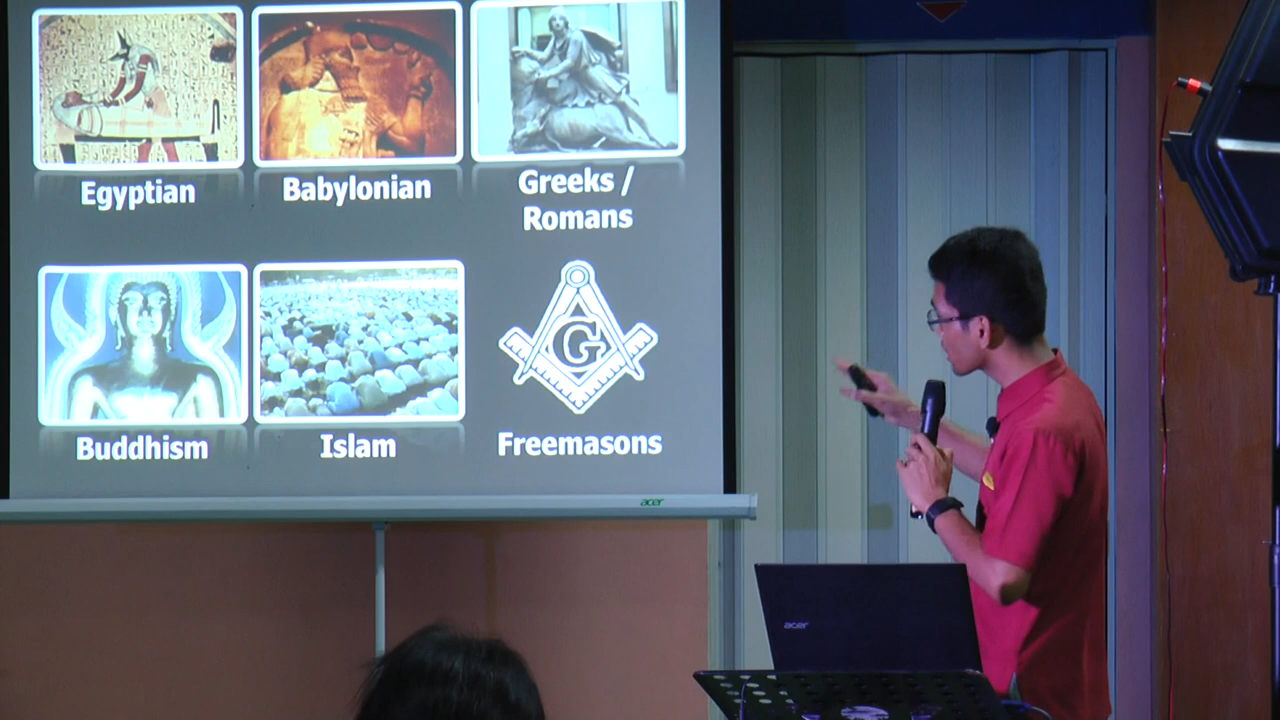 Egyptian
Babylonian
Greeks /
Romans
Buddhism
Islam
G
Freemasons
acer
acer